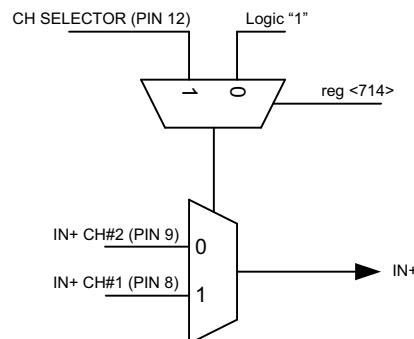 CH SELECTOR (PIN 12)
Logic “1”
1
0
reg <714>
IN+ CH#2 (PIN 9)
0
IN+ CH#1 (PIN 8)
1
IN+